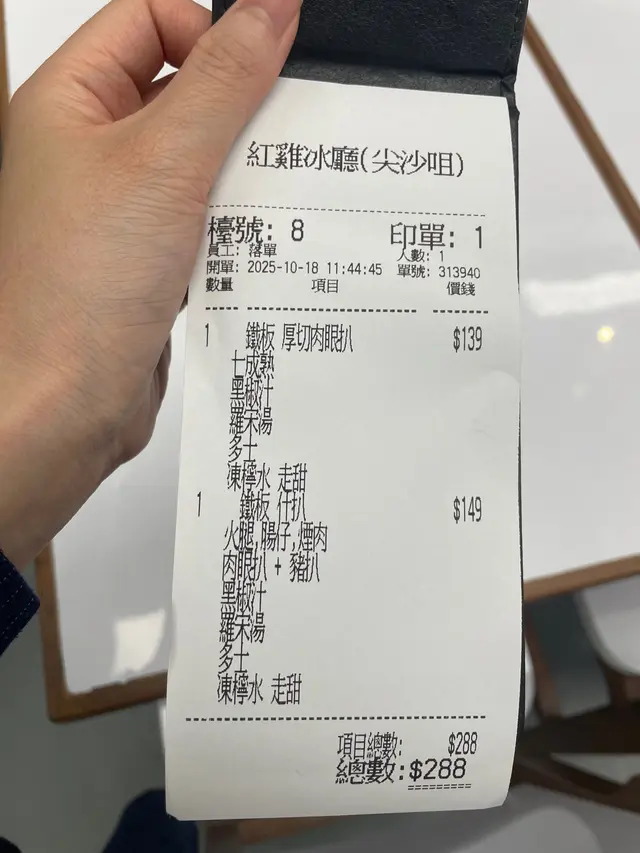 紅雞冰廳(尖沙咀)
檯號: 8 印單: 1
員工: 落單 人數: 1
開單: 2025-10-18 11:44:45 單號: 313940
數量 項目 價錢
1 鐵板 厚切肉眼扒 $139
七成熟
黑椒汁
羅宋湯
多士
凍檸水 走甜
1 鐵板 仔扒 $149
火腿,腸仔,煙肉
肉眼扒 + 豬扒
黑椒汁
羅宋湯
多士
凍檸水 走甜
項目總數: $288
總數:$288